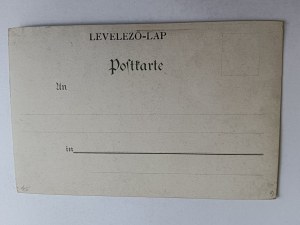 LEVELEZŐ-LAP
Postkarte
An
in